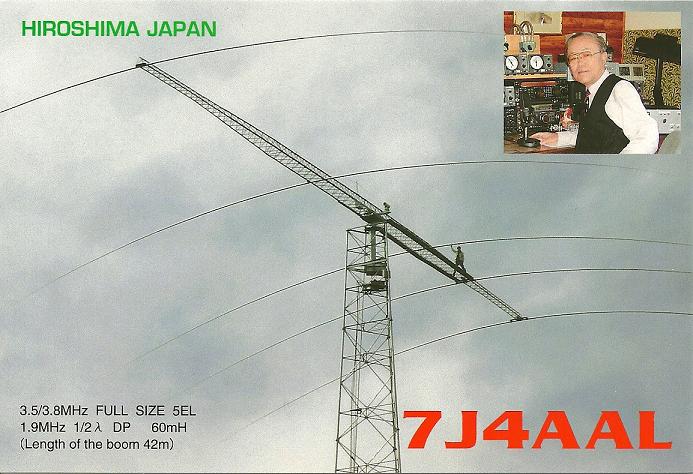 HIROSHIMA JAPAN
3.5/3.8MHz FULL SIZE 5EL
1.9MHz 1/2λ DP 60mH
(Length of the boom 42m)
7J4AAL